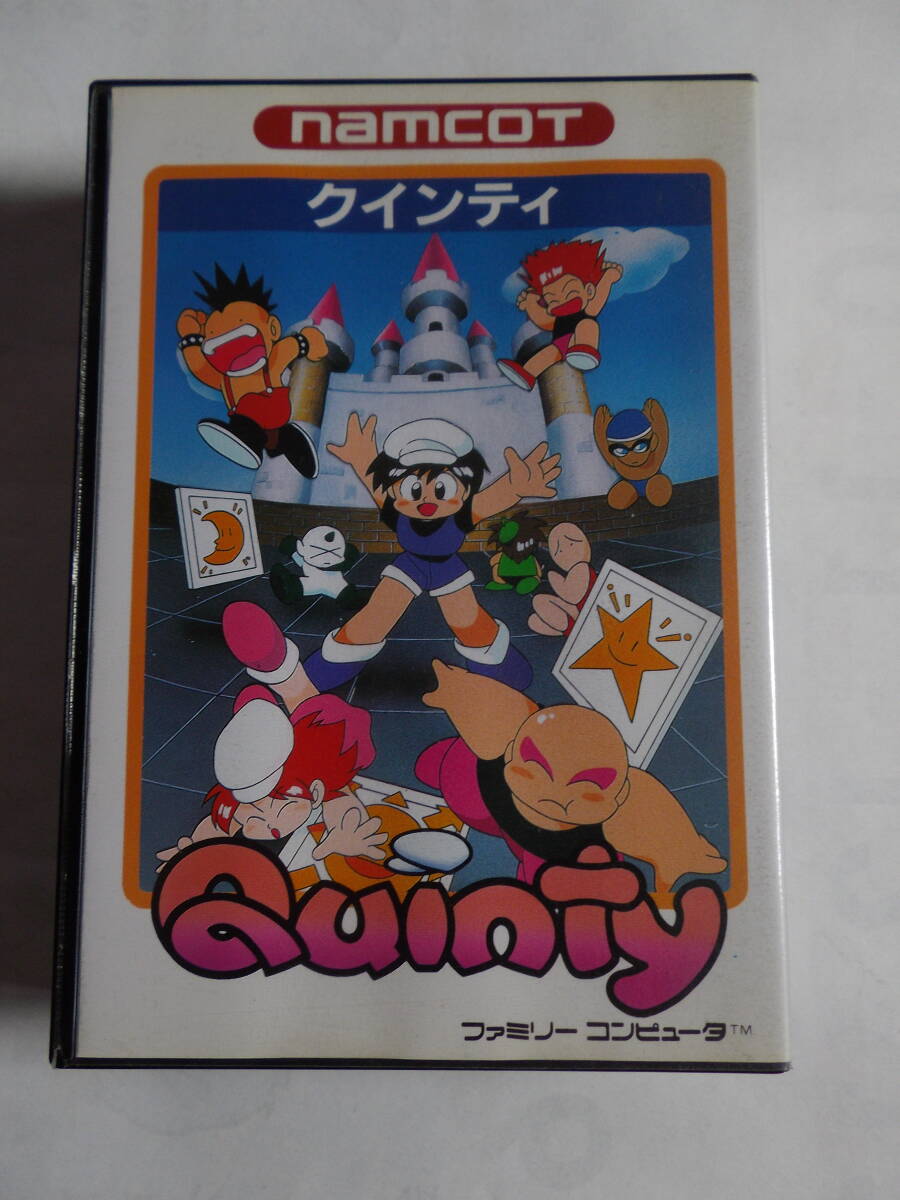 namcot
クインティ
Quinty
ファミリー コンピュータ™